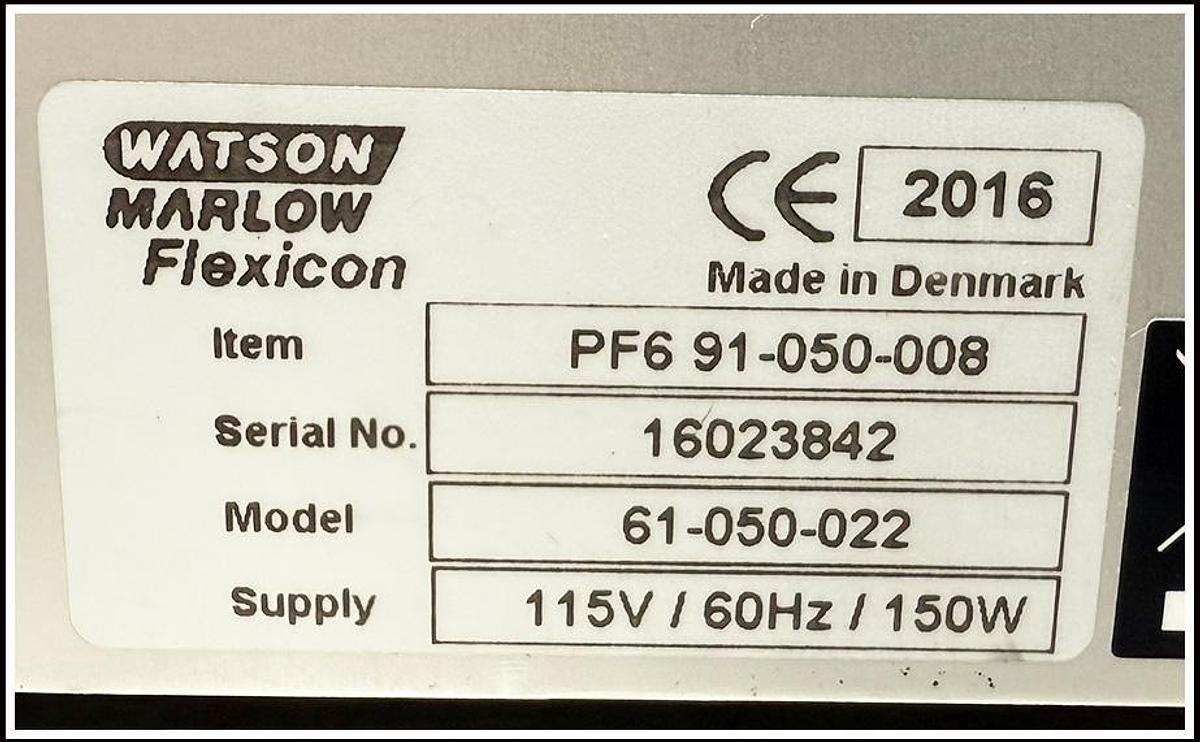 WATSON
MARLOW
Flexicon
CE 2016
Made in Denmark
Item PF6 91-050-008
Serial No. 16023842
Model 61-050-022
Supply 115V / 60Hz / 150W